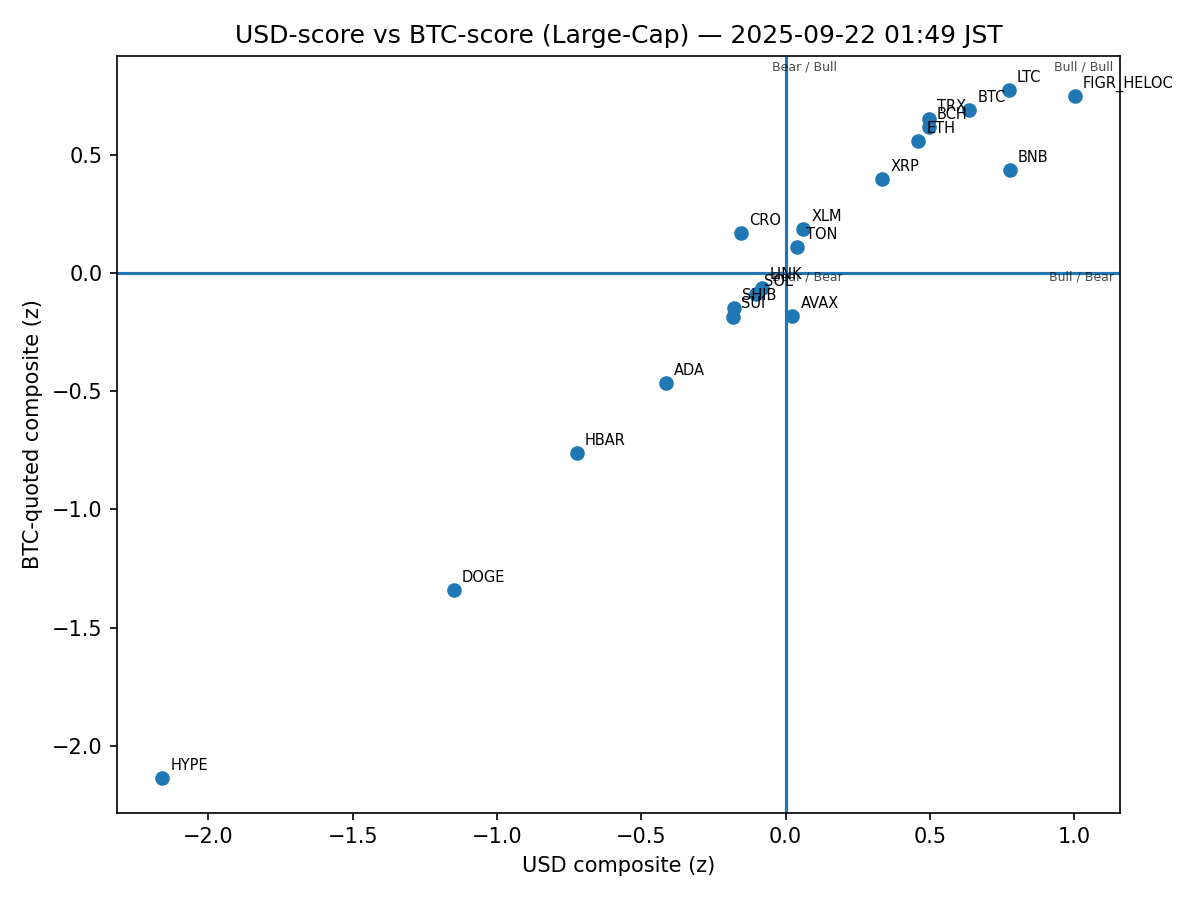 USD-score vs BTC-score (Large-Cap) — 2025-09-22 01:49 JST
Bear / Bull
Bull / Bull
LTC
FIGR_HELOC
BTC
TRX
BCH
ETH
BNB
XRP
CRO
XLM
TON
LINK
Bear / Bear
Bull / Bear
SOL
SHIB
SUI
AVAX
ADA
HBAR
DOGE
HYPE
0.5
0.0
−0.5
−1.0
−1.5
−2.0
BTC-quoted composite (z)
−2.0
−1.5
−1.0
−0.5
0.0
0.5
1.0
USD composite (z)